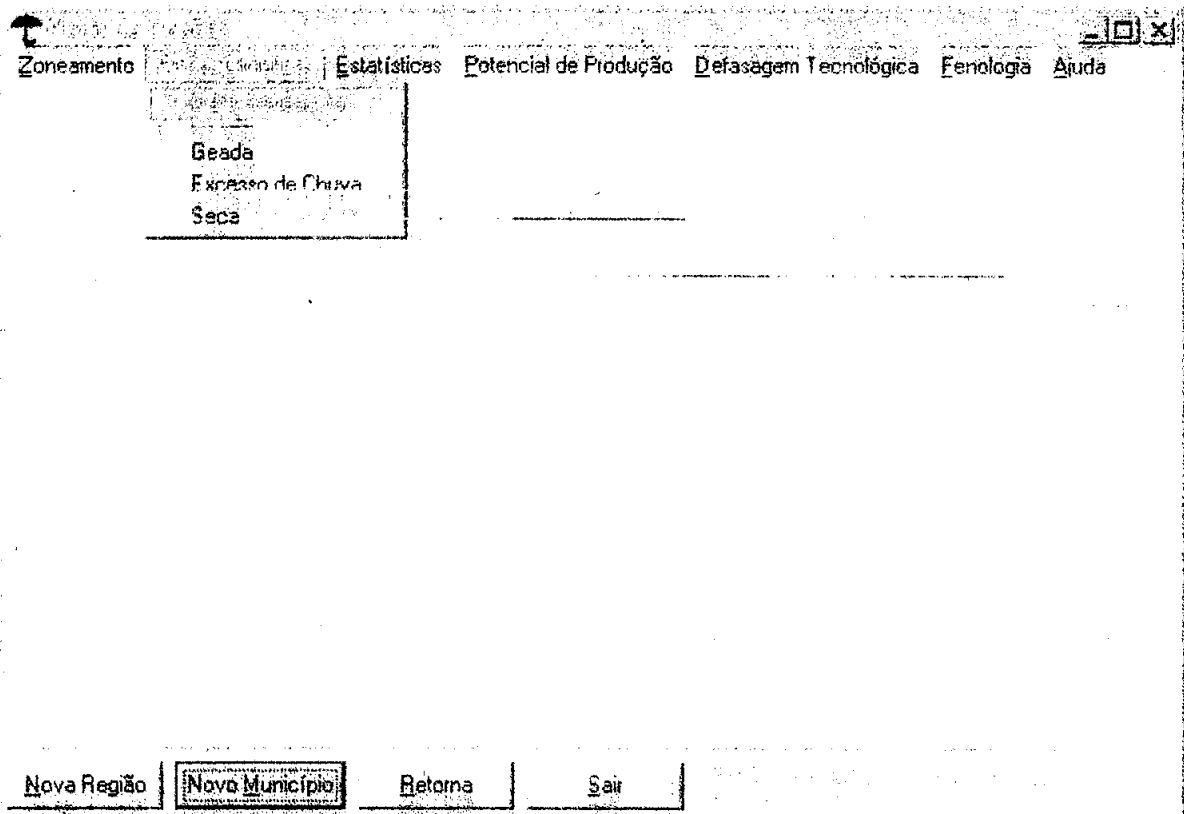 Zoneamento Estatísticas Potencial de Produção Defasagem Tecnológica Fenologia Ajuda
Geada
Excesso de Chuva
Seca
Nova Região Novo Município Retorna Sair